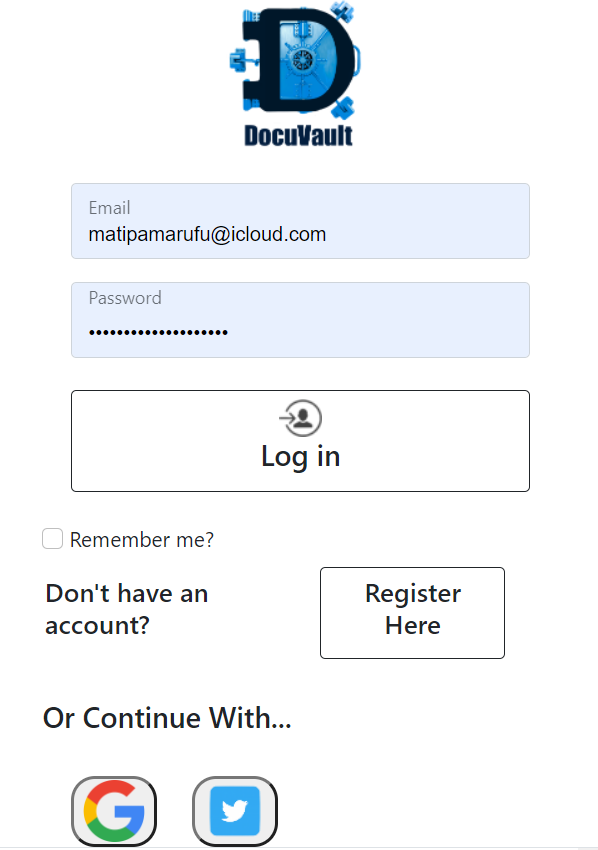 DocuVault
Email
matipamarufu@icloud.com
Password
••••••••••••••••••••
Log in
Remember me?
Don't have an
account?
Register
Here
Or Continue With...